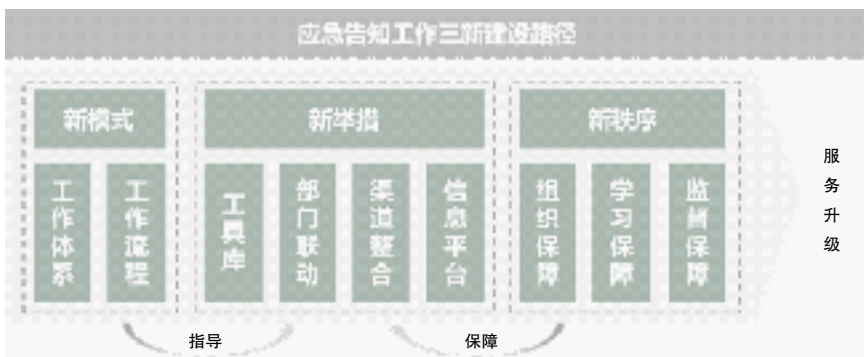 应急告知工作三新建设路径
新模式
新举措
新秩序
工作体系
工作流程
工具库
部门联动
渠道整合
信息平台
组织保障
学习保障
监督保障
服务升级
指导
保障